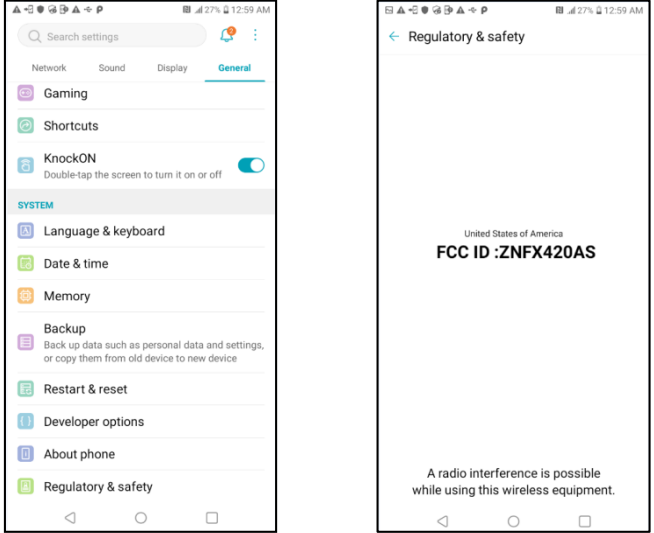 27% 12:59 AM
Search settings
2
Network Sound Display General
Gaming
Shortcuts
KnockON
Double-tap the screen to turn it on or off
SYSTEM
Language & keyboard
Date & time
Memory
Backup
Back up data such as personal data and settings,
or copy them from old device to new device
Restart & reset
Developer options
About phone
Regulatory & safety
27% 12:59 AM
Regulatory & safety
United States of America
FCC ID :ZNFX420AS
A radio interference is possible
while using this wireless equipment.